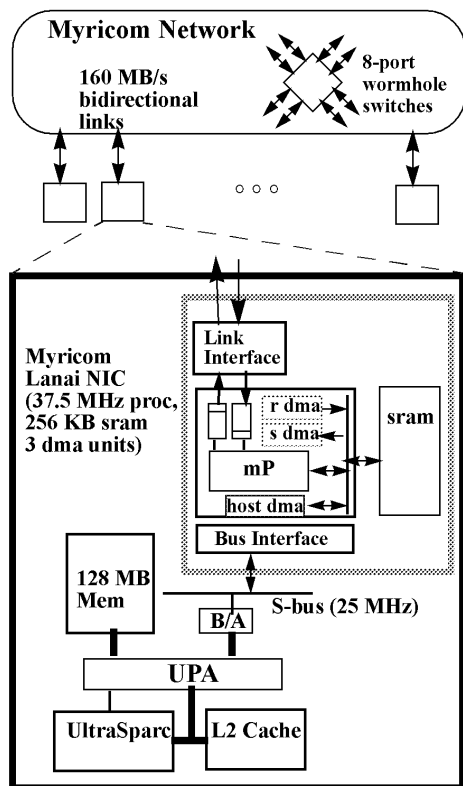 Myricom Network
160 MB/s
bidirectional
links
8-port
wormhole
switches
Myricom
Lanai NIC
(37.5 MHz proc,
256 KB sram
3 dma units)
Link
Interface
r dma
s dma
mP
host dma
sram
Bus Interface
128 MB
Mem
S-bus (25 MHz)
B/A
UPA
UltraSparc
L2 Cache